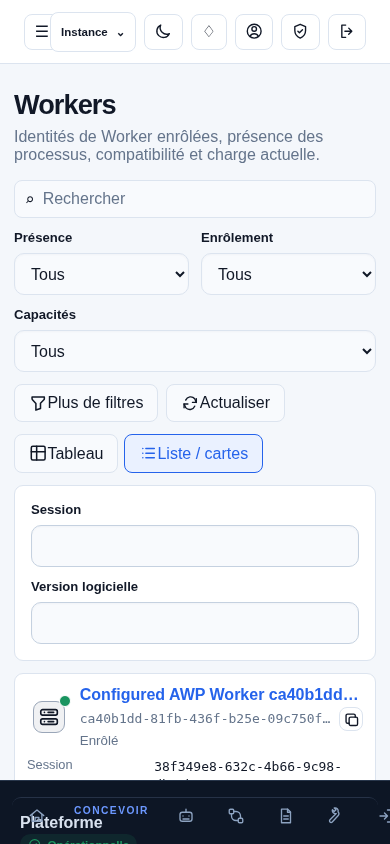 Instance
Workers
Identités de Worker enrôlées, présence des
processus, compatibilité et charge actuelle.
Rechercher
Présence
Enrôlement
Tous
Tous
Capacités
Tous
Plus de filtres
Actualiser
Tableau
Liste / cartes
Session
Version logicielle
Configured AWP Worker ca40b1dd…
ca40b1dd-81fb-436f-b25e-09c750f…
Enrôlé
Session
38f349e8-632c-4b66-9c98-
CONCEVOIR
Plateforme
Opérationnelle